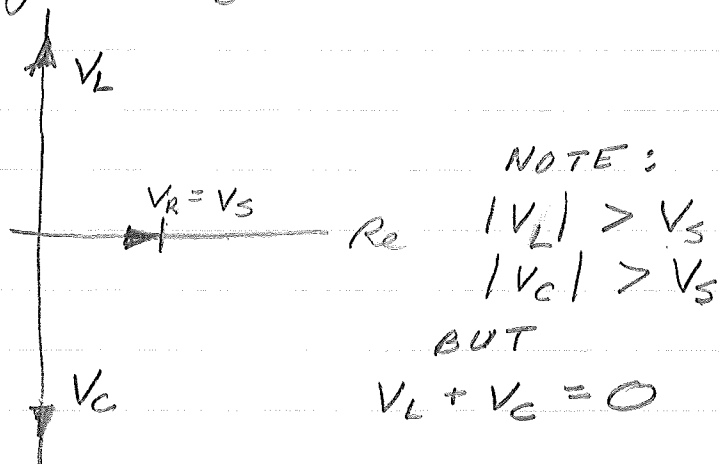 V_L
NOTE:
V_R = V_S
Re
|V_L| > V_S
|V_C| > V_S
BUT
V_C
V_L + V_C = 0